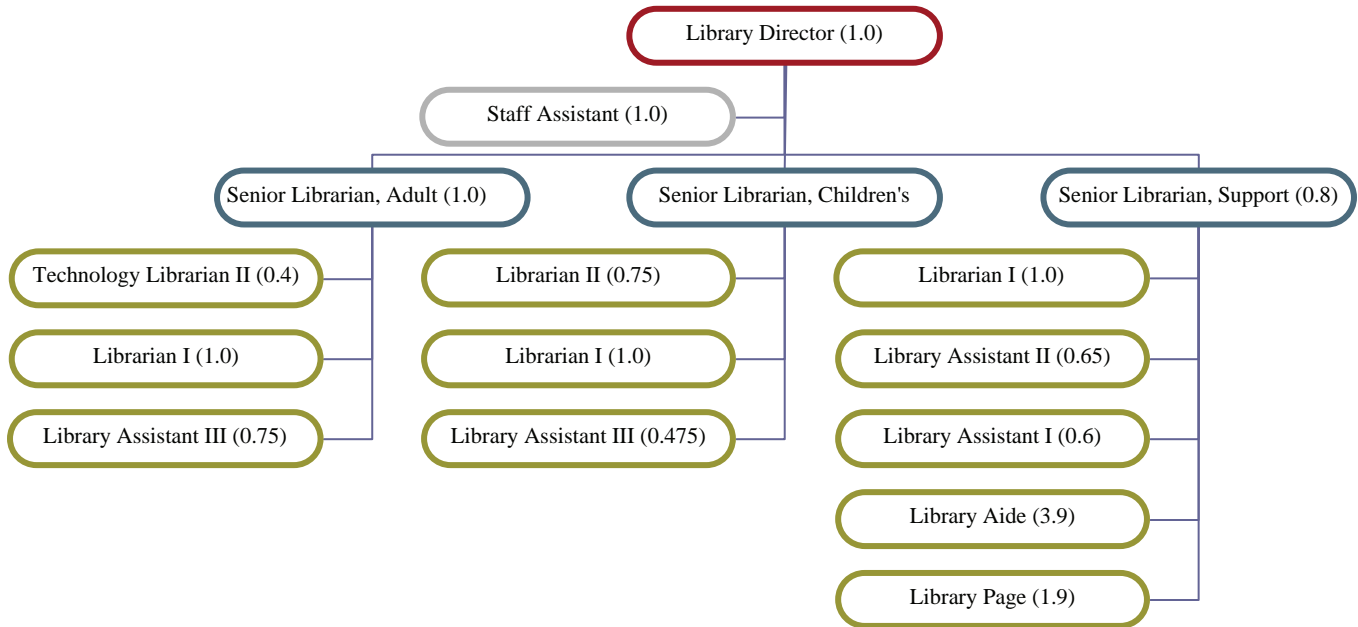 Library Director (1.0)
Staff Assistant (1.0)
Senior Librarian, Adult (1.0)
Senior Librarian, Children's
Senior Librarian, Support (0.8)
Technology Librarian II (0.4)
Librarian II (0.75)
Librarian I (1.0)
Librarian I (1.0)
Librarian I (1.0)
Library Assistant II (0.65)
Library Assistant III (0.75)
Library Assistant III (0.475)
Library Assistant I (0.6)
Library Aide (3.9)
Library Page (1.9)